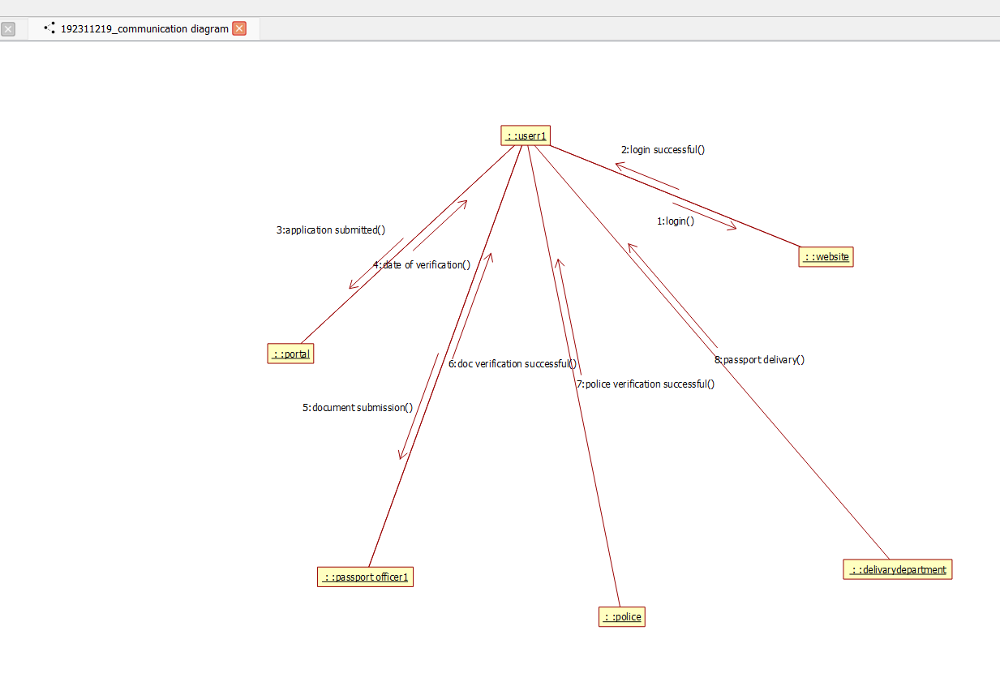 192311219_communication diagram
: :userr1
2:login successful()
1:login()
3:application submitted()
: :website
4:date of verification()
: :portal
8:passport delivary()
6:doc verification successful()
7:police verification successful()
5:document submission()
: :delivarydepartment
: :passport officer1
: :police